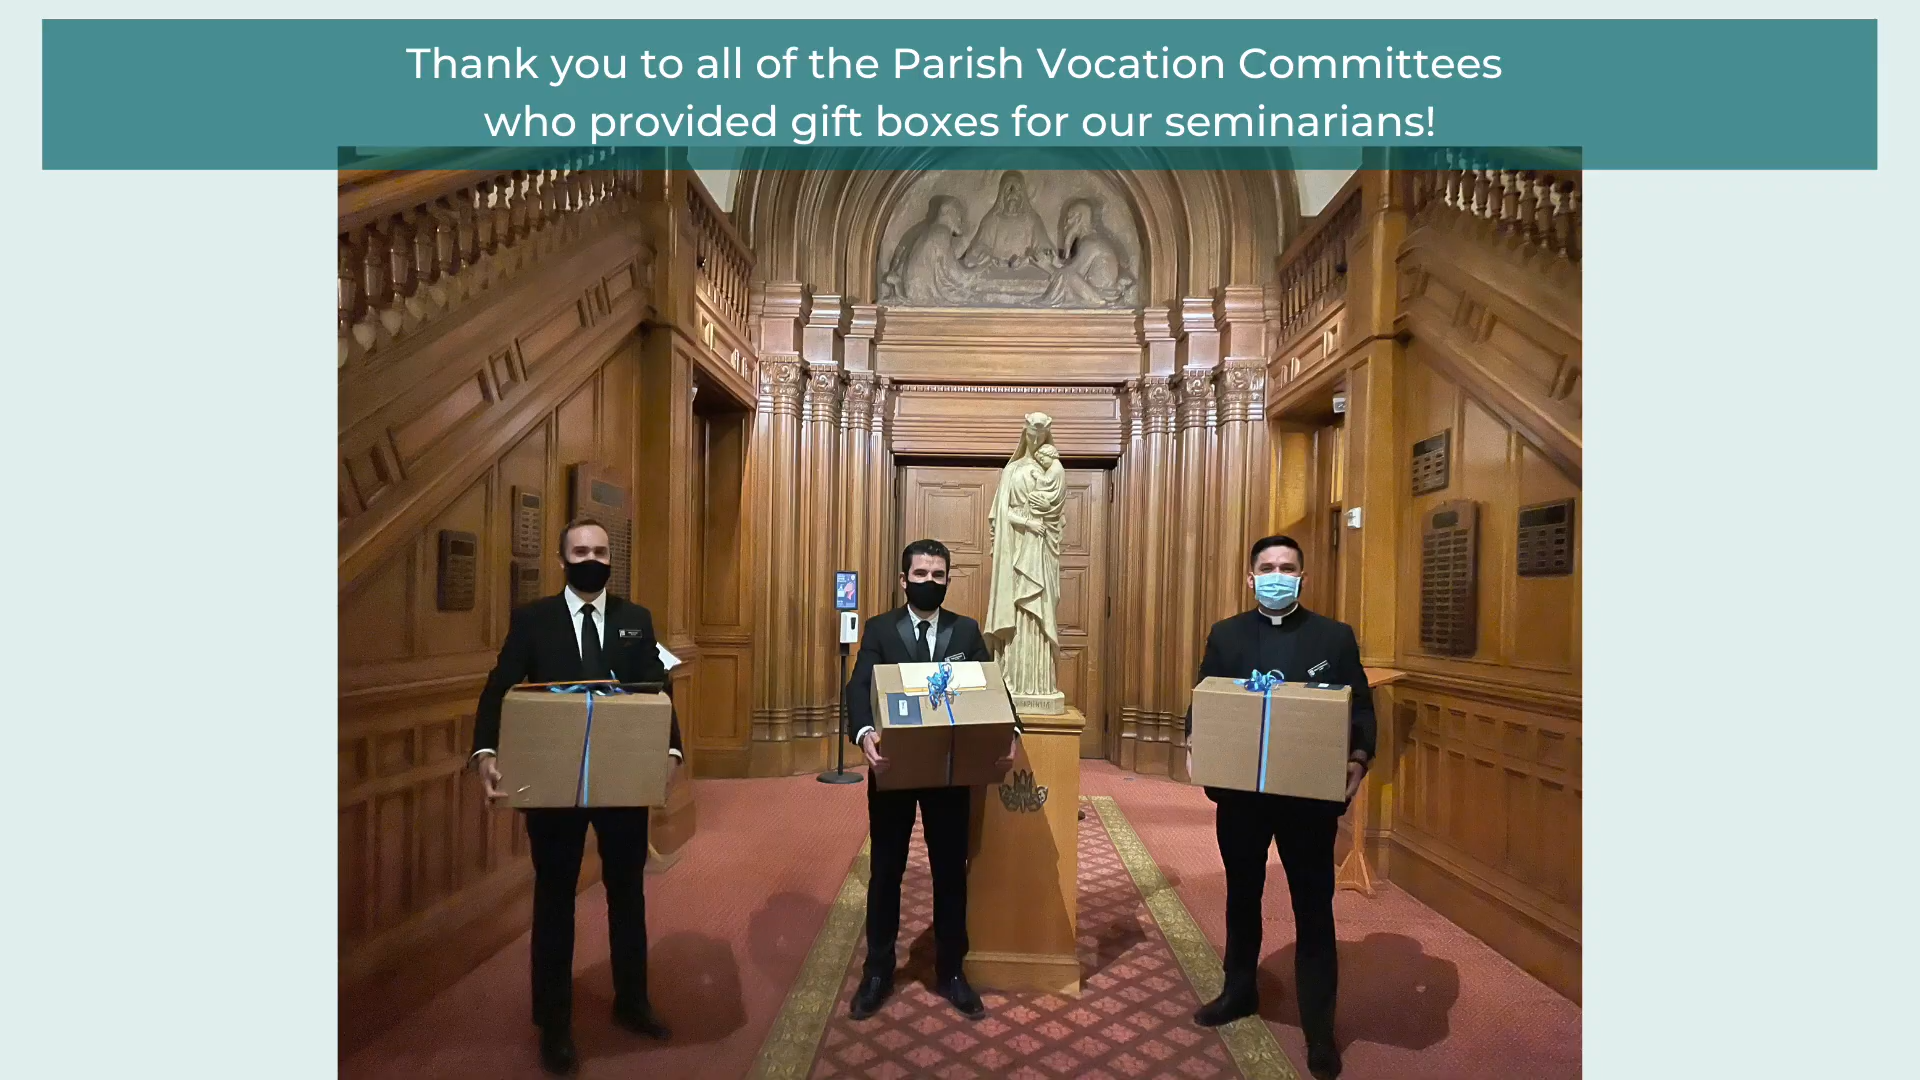 Thank you to all of the Parish Vocation Committees
who provided gift boxes for our seminarians!